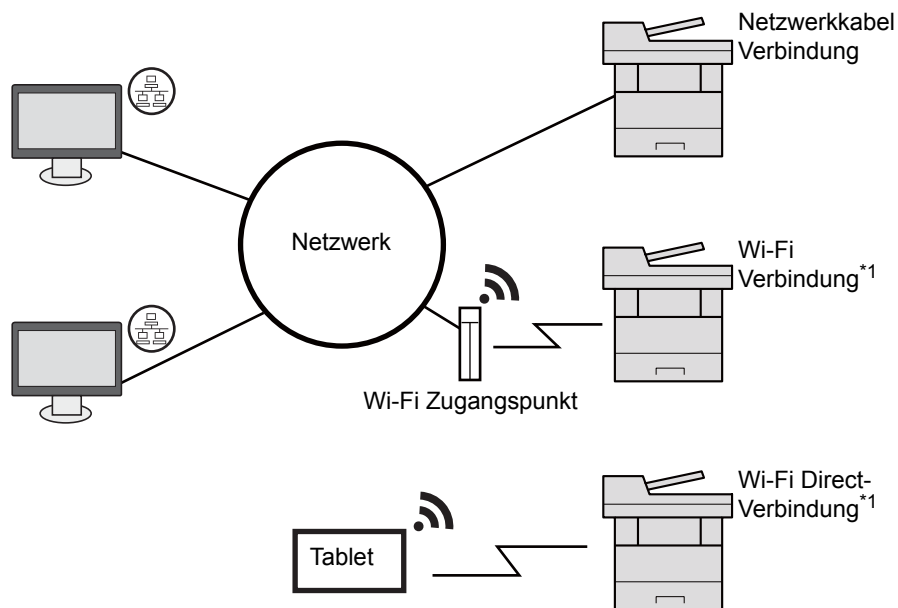 Netzwerkkabel
Verbindung
Netzwerk
Wi-Fi
Verbindung*1
Wi-Fi Zugangspunkt
Wi-Fi Direct-
Verbindung*1
Tablet